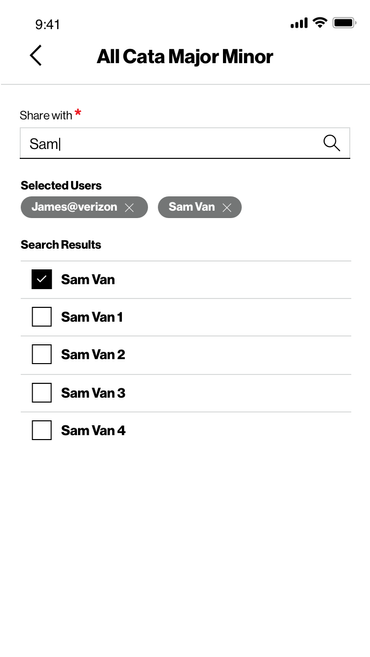 9:41
All Cata Major Minor
Share with *
Sam
Selected Users
James@verizon
Sam Van
Search Results
Sam Van
Sam Van 1
Sam Van 2
Sam Van 3
Sam Van 4